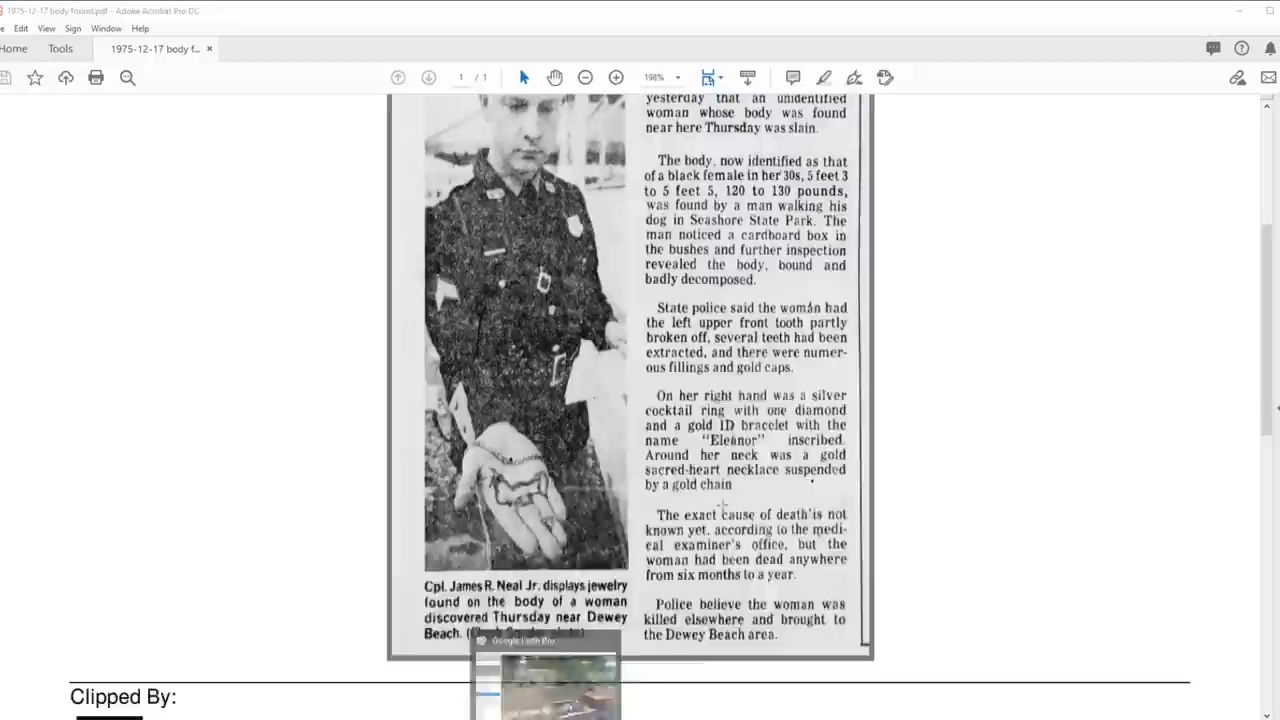 1975-12-17 body found.pdf - Adobe Acrobat Pro DC
Edit View Sign Window Help
Home Tools 1975-12-17 body f... ×
1 / 1 198%
yesterday that an unidentified
woman whose body was found
near here Thursday was slain.
The body, now identified as that
of a black female in her 30s, 5 feet 3
to 5 feet 5, 120 to 130 pounds,
was found by a man walking his
dog in Seashore State Park. The
man noticed a cardboard box in
the bushes and further inspection
revealed the body, bound and
badly decomposed.
State police said the woman had
the left upper front tooth partly
broken off, several teeth had been
extracted, and there were numer-
ous fillings and gold caps.
On her right hand was a silver
cocktail ring with one diamond
and a gold ID bracelet with the
name "Eleanor" inscribed.
Around her neck was a gold
sacred-heart necklace suspended
by a gold chain
The exact cause of death is not
known yet, according to the medi-
cal examiner's office, but the
woman had been dead anywhere
from six months to a year.
Police believe the woman was
killed elsewhere and brought to
the Dewey Beach area.
Cpl. James R. Neal Jr. displays jewelry
found on the body of a woman
discovered Thursday near Dewey
Beach.
Google Earth Pro
Clipped By: